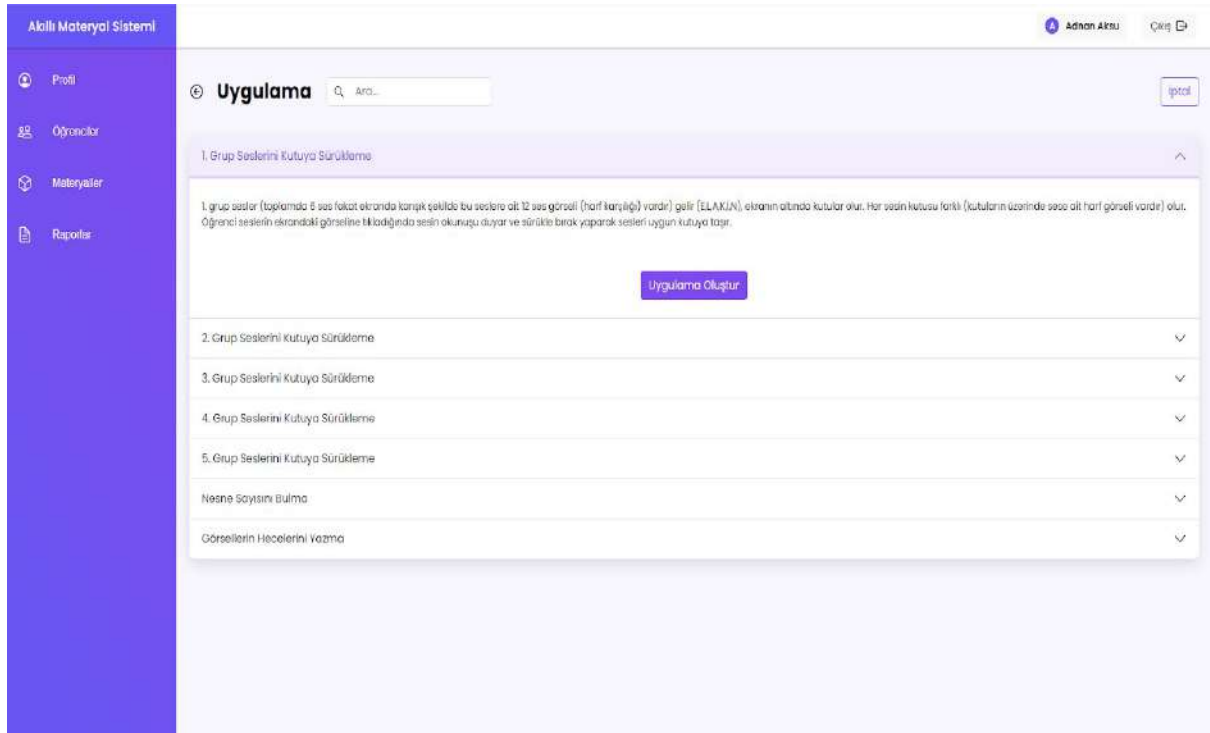 Akıllı Materyal Sistemi
A Adnan Aksu Çıkış
Profil
Öğrenciler
Materyaller
Raporlar
Uygulama
Ara...
İptal
1. Grup Seslerini Kutuya Sürükleme
1. grup sesler (toplamda 6 ses fakat ekranda karışık şekilde bu seslere ait 12 ses görseli (harf karşılığı) vardır) gelir (E,L,A,K,İ,N), ekranın altında kutular olur. Her sesin kutusu farklı (kutuların üzerinde sese ait harf görseli vardır) olur.
Öğrenci seslerin ekrandaki görseline tıkladığında sesin okunuşu duyar ve sürükle bırak yaparak sesleri uygun kutuya taşır.
Uygulama Oluştur
2. Grup Seslerini Kutuya Sürükleme
3. Grup Seslerini Kutuya Sürükleme
4. Grup Seslerini Kutuya Sürükleme
5. Grup Seslerini Kutuya Sürükleme
Nesne Sayısını Bulma
Görsellerin Hecelerini Yazma